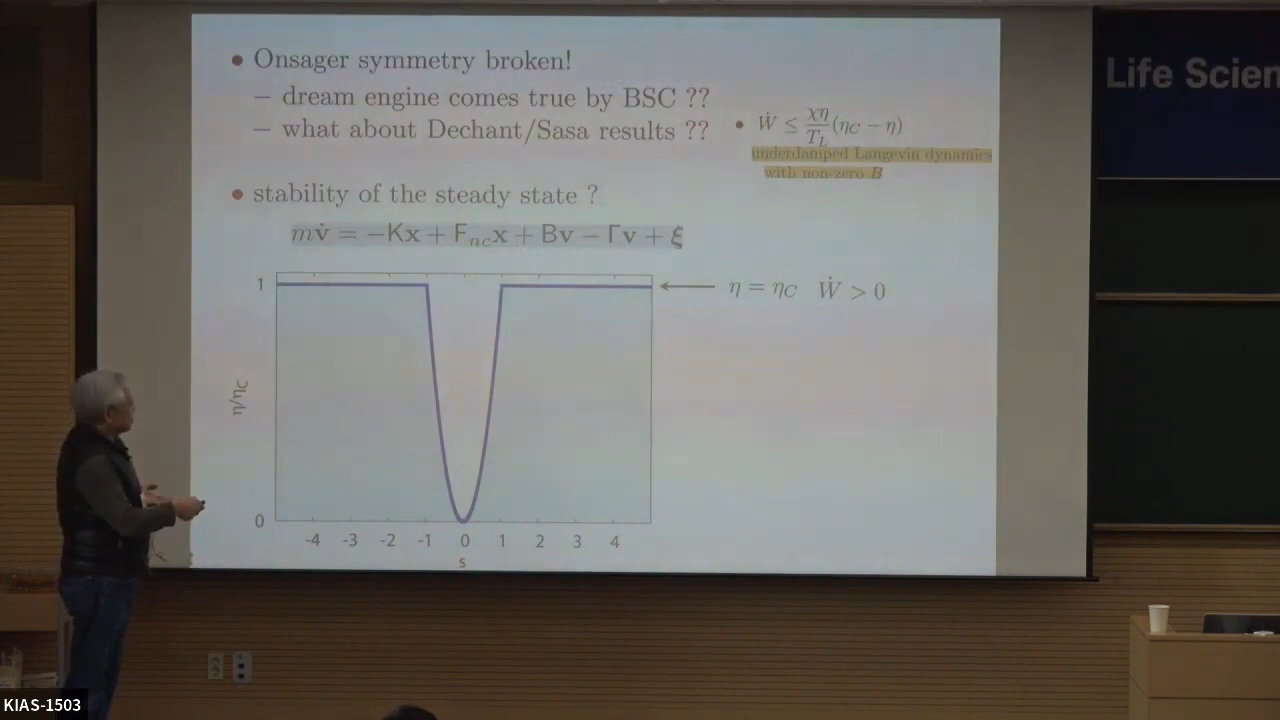 • Onsager symmetry broken!
– dream engine comes true by BSC ??
– what about Dechant/Sasa results ??
• Ẇ ≤ χη/T_L (η_C − η)
underdamped Langevin dynamics
with non-zero B
• stability of the steady state ?
mv̇ = −Kx + F_nc x + Bv − Γv + ξ
1
0
η/η_C
-4 -3 -2 -1 0 1 2 3 4
s
η = η_C Ẇ > 0
Life Scien
KIAS-1503